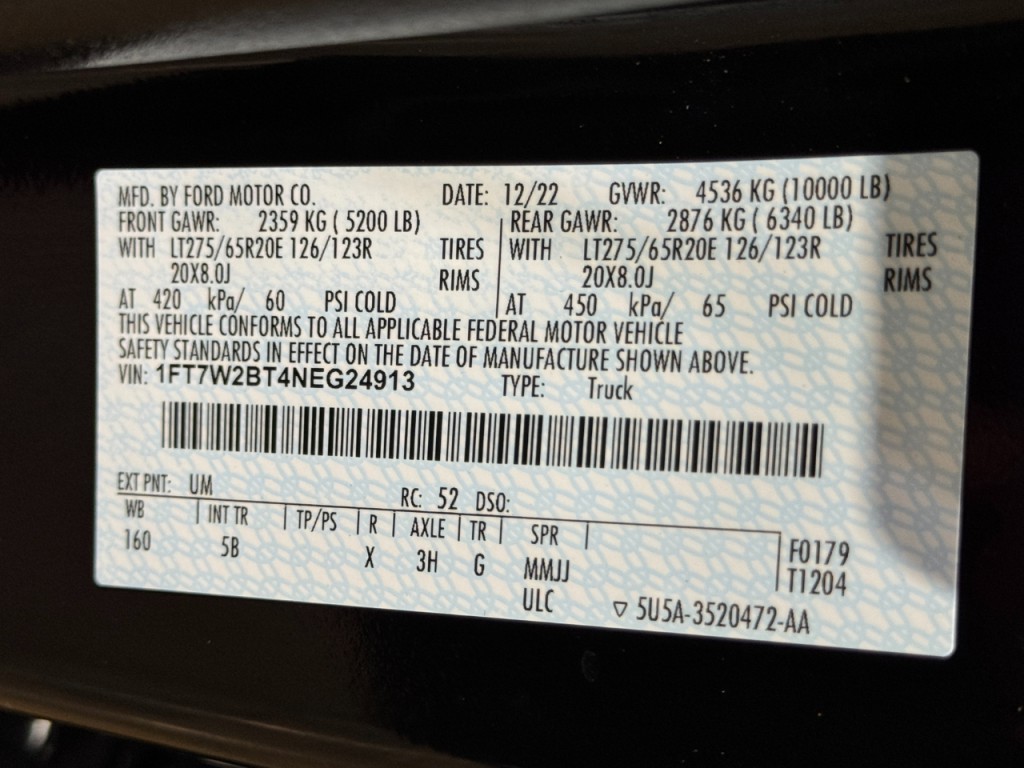 MFD. BY FORD MOTOR CO. DATE: 12/22 GVWR: 4536 KG (10000 LB)
FRONT GAWR: 2359 KG ( 5200 LB) REAR GAWR: 2876 KG ( 6340 LB)
WITH LT275/65R20E 126/123R TIRES WITH LT275/65R20E 126/123R TIRES
20X8.0J RIMS 20X8.0J RIMS
AT 420 kPa/ 60 PSI COLD AT 450 kPa/ 65 PSI COLD
THIS VEHICLE CONFORMS TO ALL APPLICABLE FEDERAL MOTOR VEHICLE
SAFETY STANDARDS IN EFFECT ON THE DATE OF MANUFACTURE SHOWN ABOVE.
VIN: 1FT7W2BT4NEG24913 TYPE: Truck
EXT PNT: UM RC: 52 DSO:
WB INT TR TP/PS R AXLE TR SPR
160 5B X 3H G MMJJ F0179
T1204
ULC ▽ 5U5A-3520472-AA